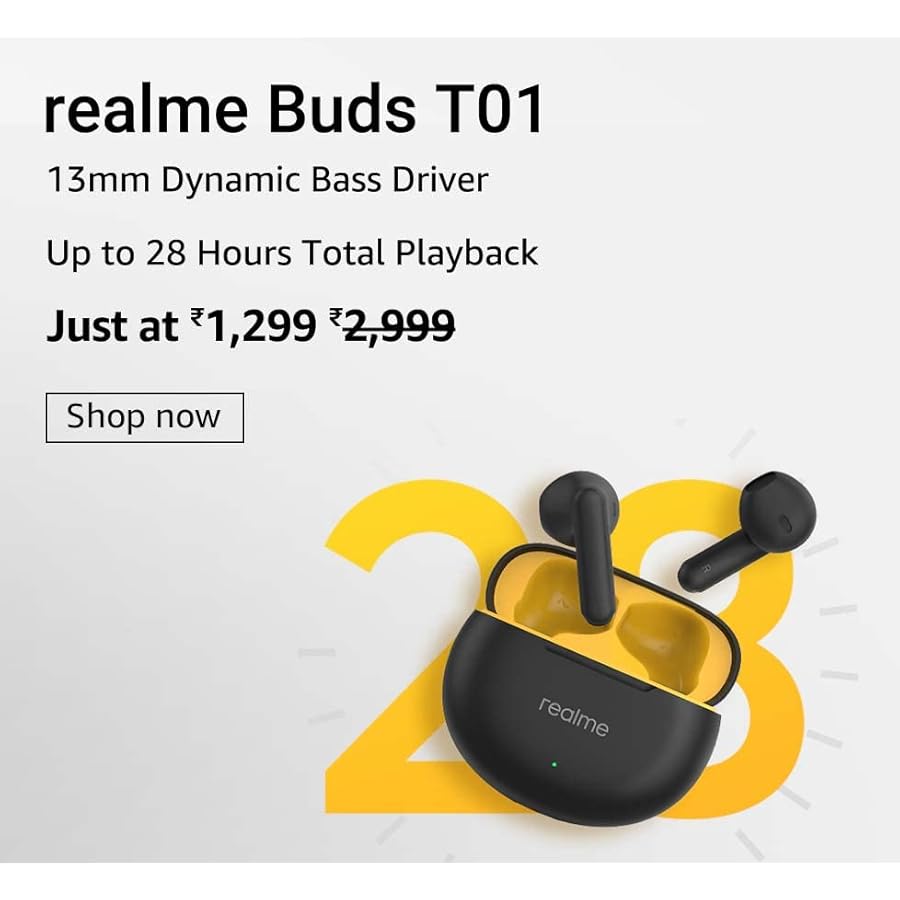 realme Buds T01
13mm Dynamic Bass Driver
Up to 28 Hours Total Playback
Just at ₹1,299 ₹2,999
Shop now
28
realme